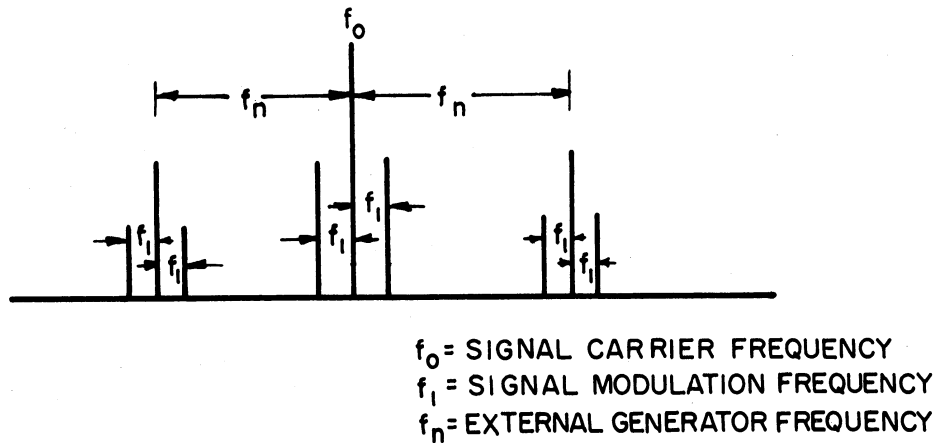 f₀
fₙ fₙ
f₁
f₁ f₁ f₁
f₁ f₁
f₀ = SIGNAL CARRIER FREQUENCY
f₁ = SIGNAL MODULATION FREQUENCY
fₙ = EXTERNAL GENERATOR FREQUENCY